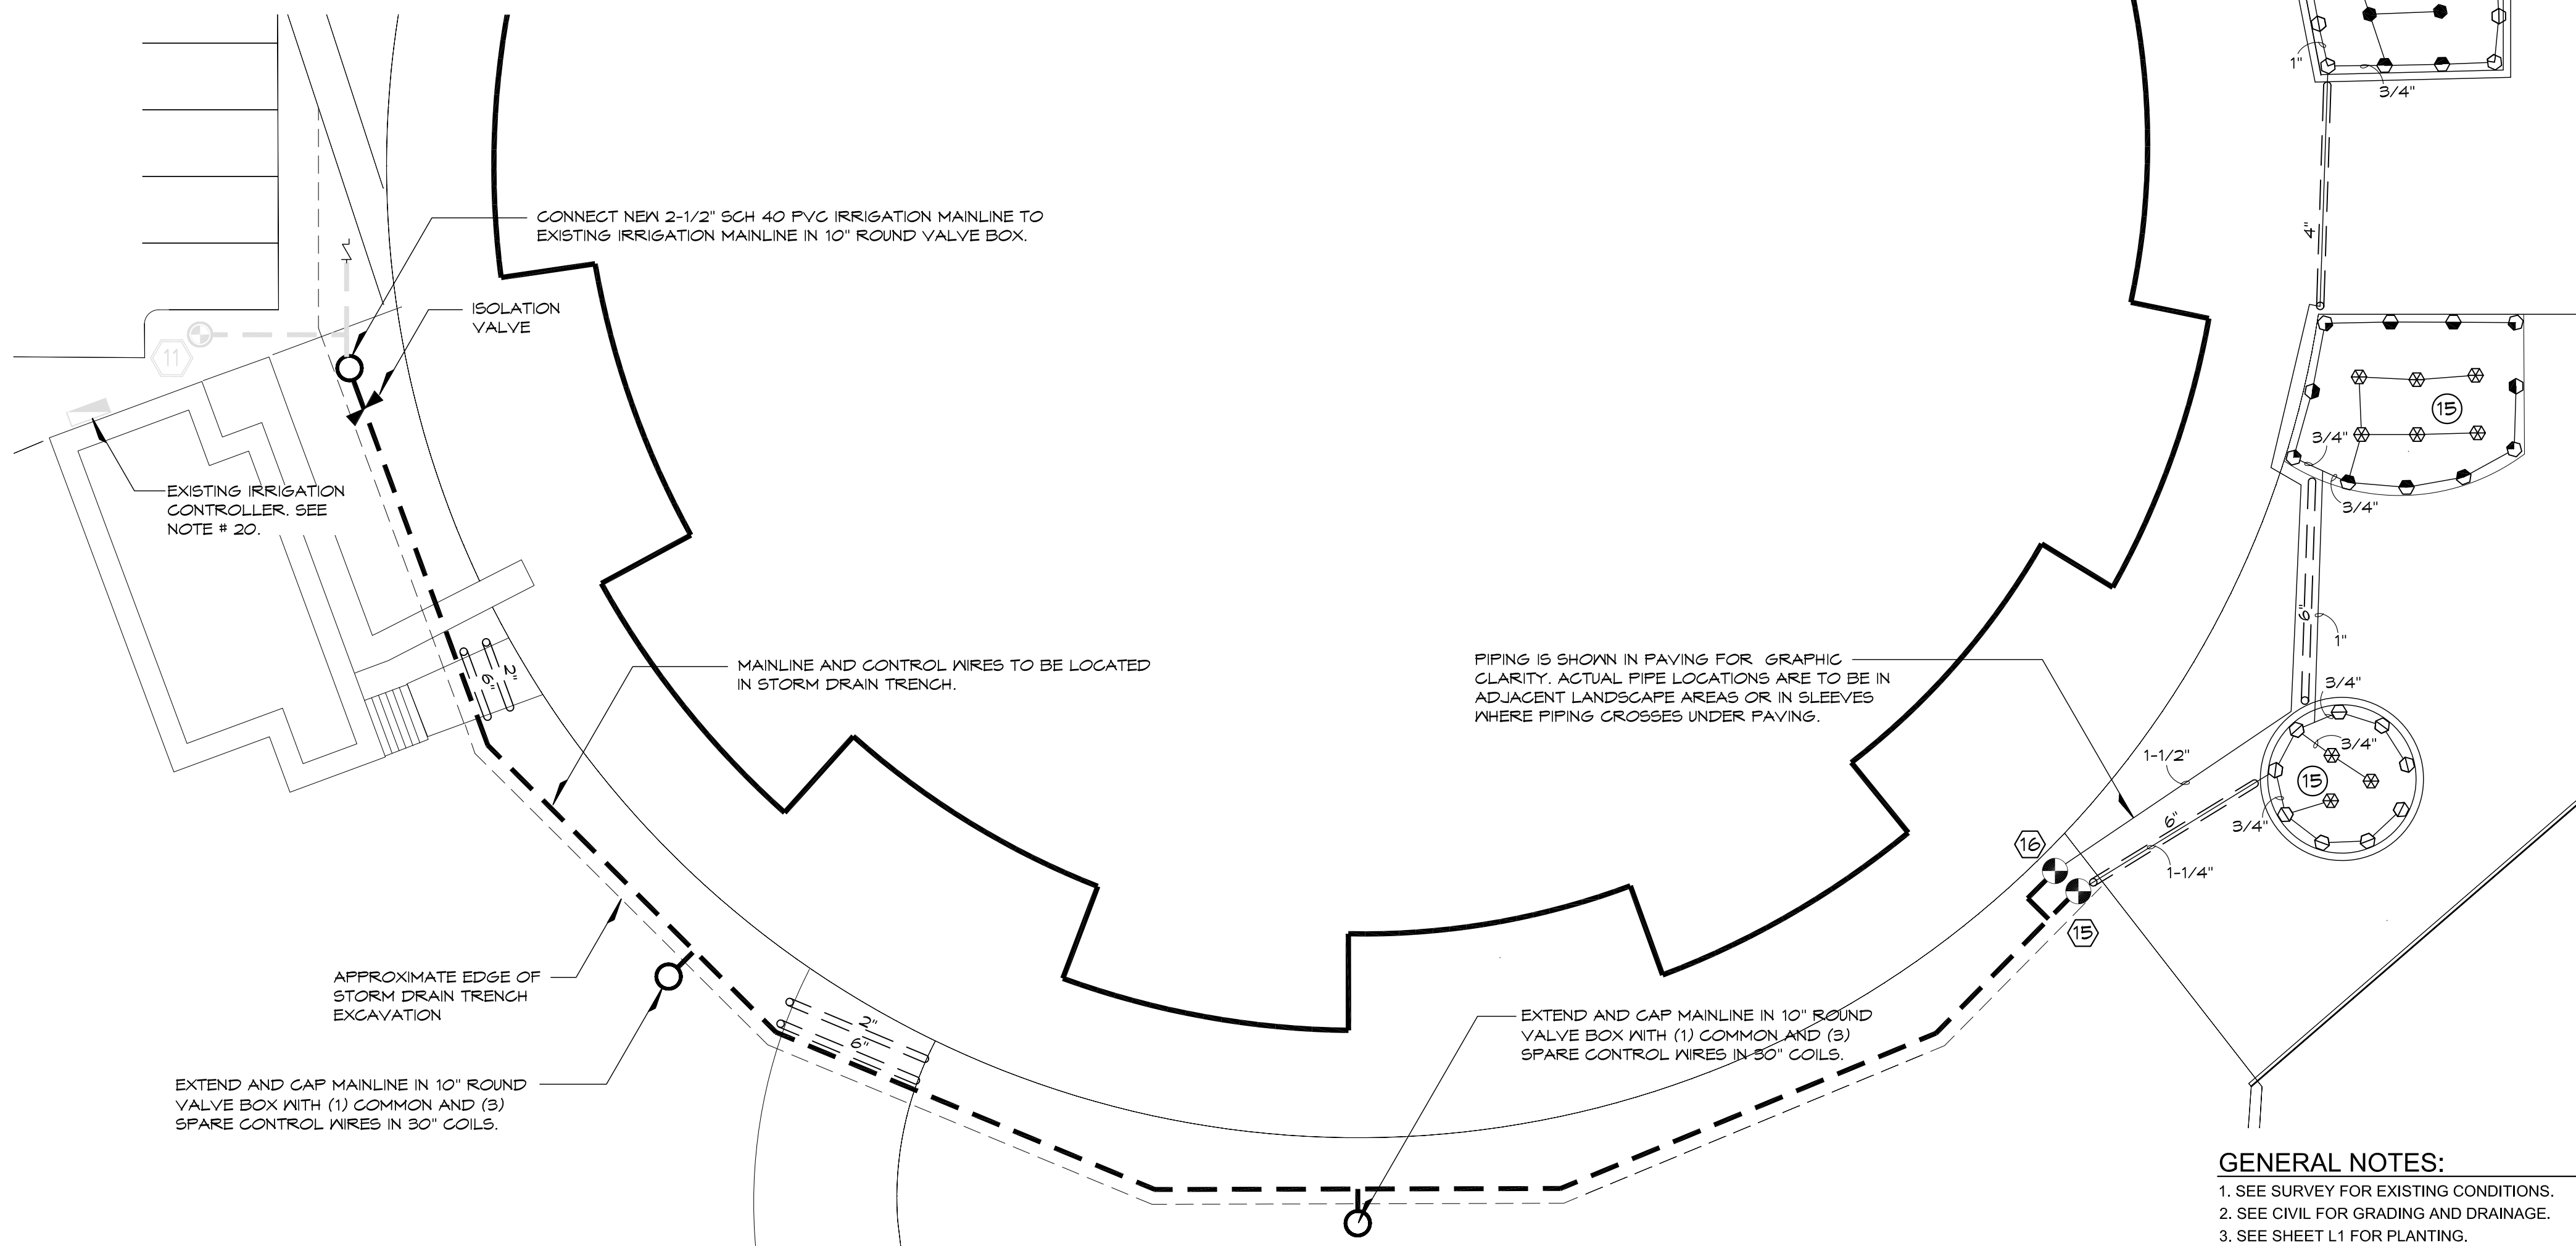 1"
3/4"
CONNECT NEW 2-1/2" SCH 40 PVC IRRIGATION MAINLINE TO
EXISTING IRRIGATION MAINLINE IN 10" ROUND VALVE BOX.
4"
ISOLATION
VALVE
11
15
3/4"
3/4"
EXISTING IRRIGATION
CONTROLLER. SEE
NOTE # 20.
6"
1"
2"
6"
MAINLINE AND CONTROL WIRES TO BE LOCATED
IN STORM DRAIN TRENCH.
PIPING IS SHOWN IN PAVING FOR GRAPHIC
CLARITY. ACTUAL PIPE LOCATIONS ARE TO BE IN
ADJACENT LANDSCAPE AREAS OR IN SLEEVES
WHERE PIPING CROSSES UNDER PAVING.
3/4"
3/4"
1-1/2"
15
3/4"
6"
16
1-1/4"
15
APPROXIMATE EDGE OF
STORM DRAIN TRENCH
EXCAVATION
2"
6"
EXTEND AND CAP MAINLINE IN 10" ROUND
VALVE BOX WITH (1) COMMON AND (3)
SPARE CONTROL WIRES IN 30" COILS.
EXTEND AND CAP MAINLINE IN 10" ROUND
VALVE BOX WITH (1) COMMON AND (3)
SPARE CONTROL WIRES IN 30" COILS.
GENERAL NOTES:
1. SEE SURVEY FOR EXISTING CONDITIONS.
2. SEE CIVIL FOR GRADING AND DRAINAGE.
3. SEE SHEET L1 FOR PLANTING.